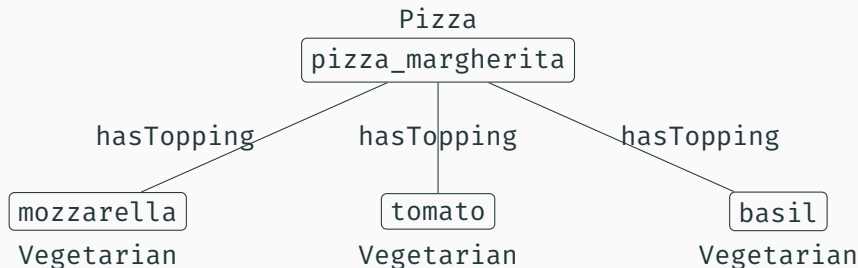 Pizza
pizza_margherita
hasTopping hasTopping hasTopping
mozzarella tomato basil
Vegetarian Vegetarian Vegetarian